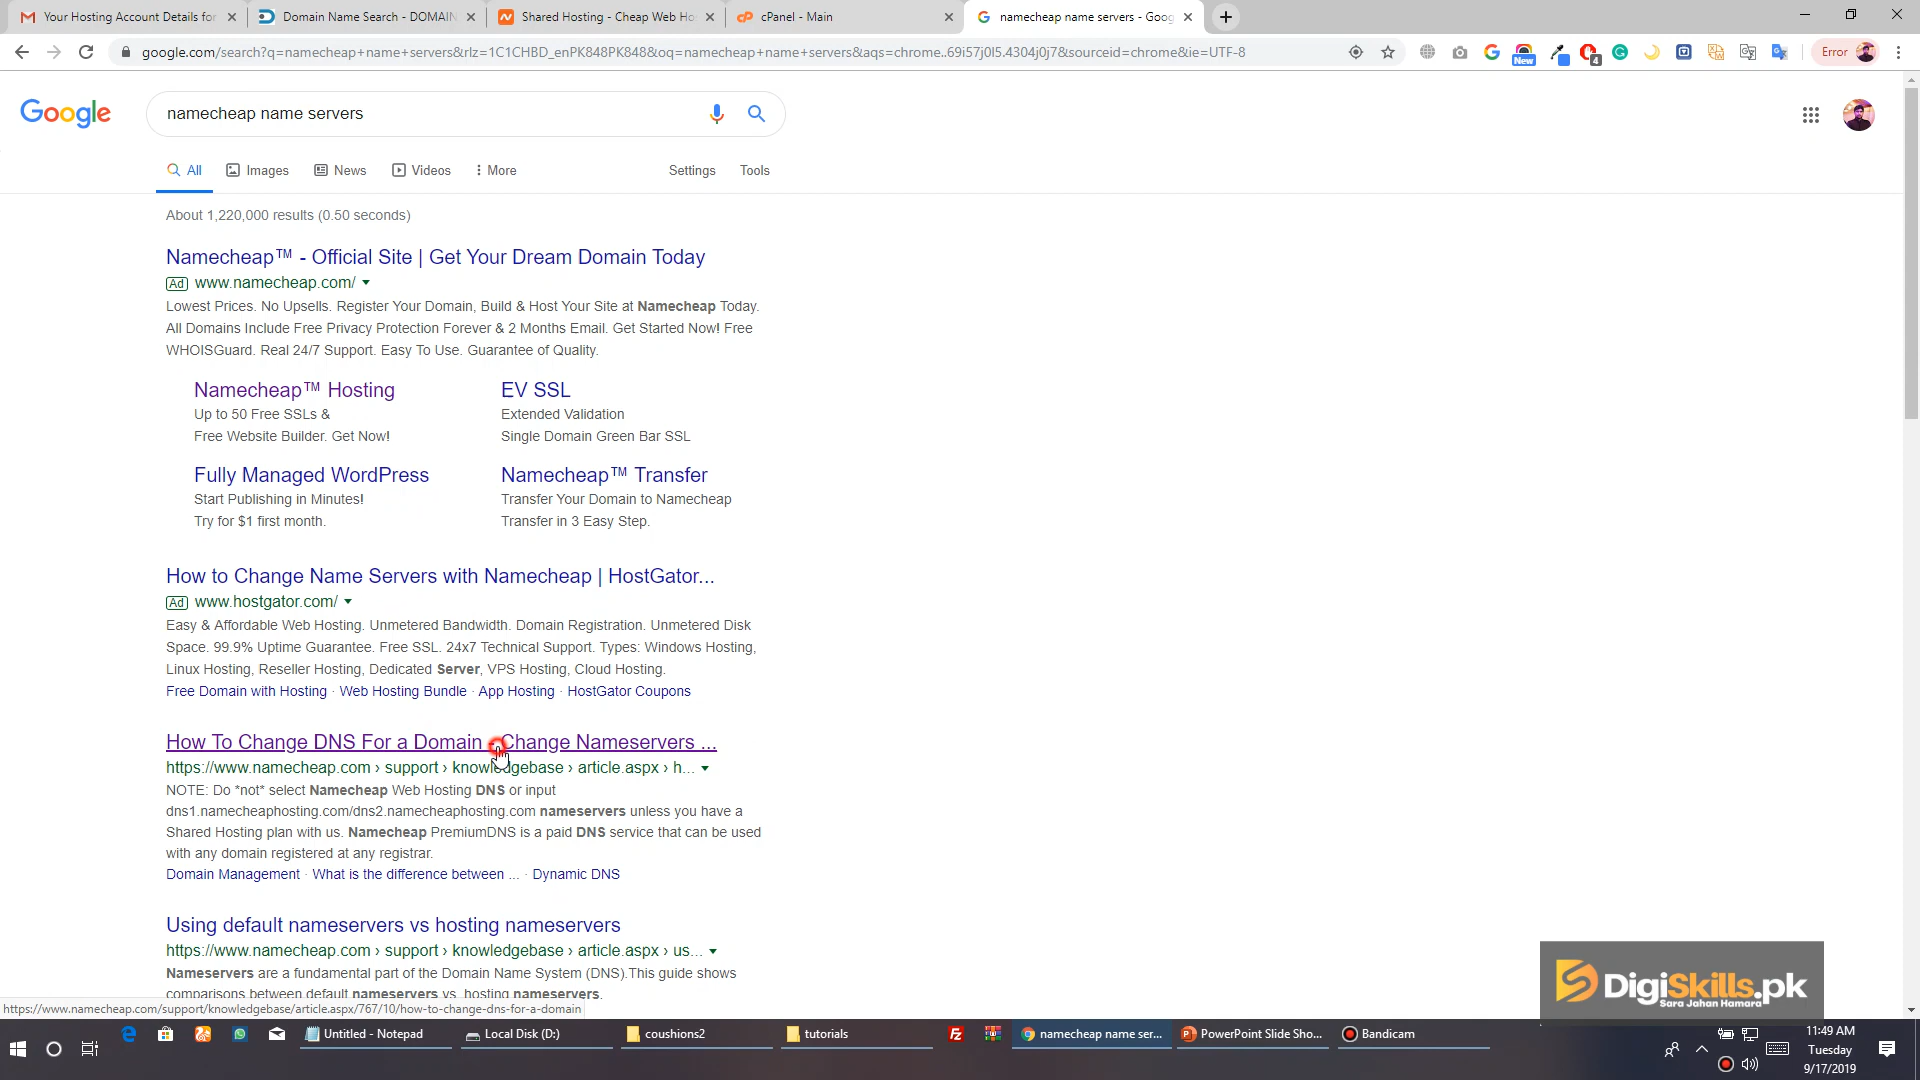 Your Hosting Account Details for
Domain Name Search - DOMAIN
Shared Hosting - Cheap Web Ho
cPanel - Main
namecheap name servers - Goog
google.com/search?q=namecheap+name+servers&rlz=1C1CHBD_enPK848PK848&oq=namecheap+name+servers&aqs=chrome..69i57j0l5.4304j0j7&sourceid=chrome&ie=UTF-8
New
4
Error
Google
namecheap name servers
All
Images
News
Videos
More
Settings
Tools
About 1,220,000 results (0.50 seconds)
Namecheap™ - Official Site | Get Your Dream Domain Today
Ad www.namecheap.com/
Lowest Prices. No Upsells. Register Your Domain, Build & Host Your Site at Namecheap Today.
All Domains Include Free Privacy Protection Forever & 2 Months Email. Get Started Now! Free
WHOISGuard. Real 24/7 Support. Easy To Use. Guarantee of Quality.
Namecheap™ Hosting
Up to 50 Free SSLs &
Free Website Builder. Get Now!
EV SSL
Extended Validation
Single Domain Green Bar SSL
Fully Managed WordPress
Start Publishing in Minutes!
Try for $1 first month.
Namecheap™ Transfer
Transfer Your Domain to Namecheap
Transfer in 3 Easy Step.
How to Change Name Servers with Namecheap | HostGator...
Ad www.hostgator.com/
Easy & Affordable Web Hosting. Unmetered Bandwidth. Domain Registration. Unmetered Disk
Space. 99.9% Uptime Guarantee. Free SSL. 24x7 Technical Support. Types: Windows Hosting,
Linux Hosting, Reseller Hosting, Dedicated Server, VPS Hosting, Cloud Hosting.
Free Domain with Hosting · Web Hosting Bundle · App Hosting · HostGator Coupons
How To Change DNS For a Domain - Change Nameservers ...
https://www.namecheap.com › support › knowledgebase › article.aspx › h...
NOTE: Do *not* select Namecheap Web Hosting DNS or input
dns1.namecheaphosting.com/dns2.namecheaphosting.com nameservers unless you have a
Shared Hosting plan with us. Namecheap PremiumDNS is a paid DNS service that can be used
with any domain registered at any registrar.
Domain Management · What is the difference between ... · Dynamic DNS
Using default nameservers vs hosting nameservers
https://www.namecheap.com › support › knowledgebase › article.aspx › us...
Nameservers are a fundamental part of the Domain Name System (DNS).This guide shows
comparisons between default nameservers vs. hosting nameservers.
https://www.namecheap.com/support/knowledgebase/article.aspx/767/10/how-to-change-dns-for-a-domain
DigiSkills.pk
Sara Jahan Hamara
Untitled - Notepad
Local Disk (D:)
coushions2
tutorials
namecheap name ser...
PowerPoint Slide Sho...
Bandicam
11:49 AM
Tuesday
9/17/2019